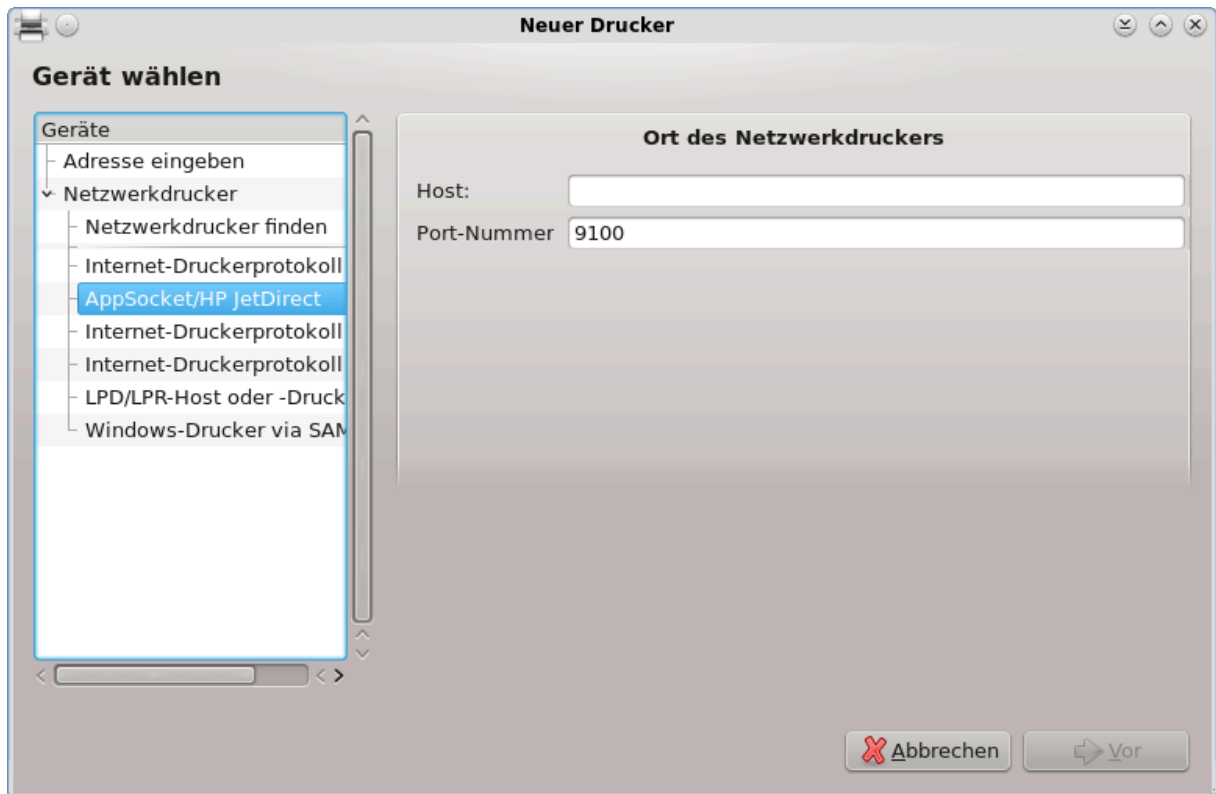 Neuer Drucker
Gerät wählen
Geräte
Adresse eingeben
Netzwerkdrucker
Netzwerkdrucker finden
Internet-Druckerprotokoll
AppSocket/HP JetDirect
Internet-Druckerprotokoll
Internet-Druckerprotokoll
LPD/LPR-Host oder -Druck
Windows-Drucker via SAM
Ort des Netzwerkdruckers
Host:
Port-Nummer 9100
Abbrechen
Vor